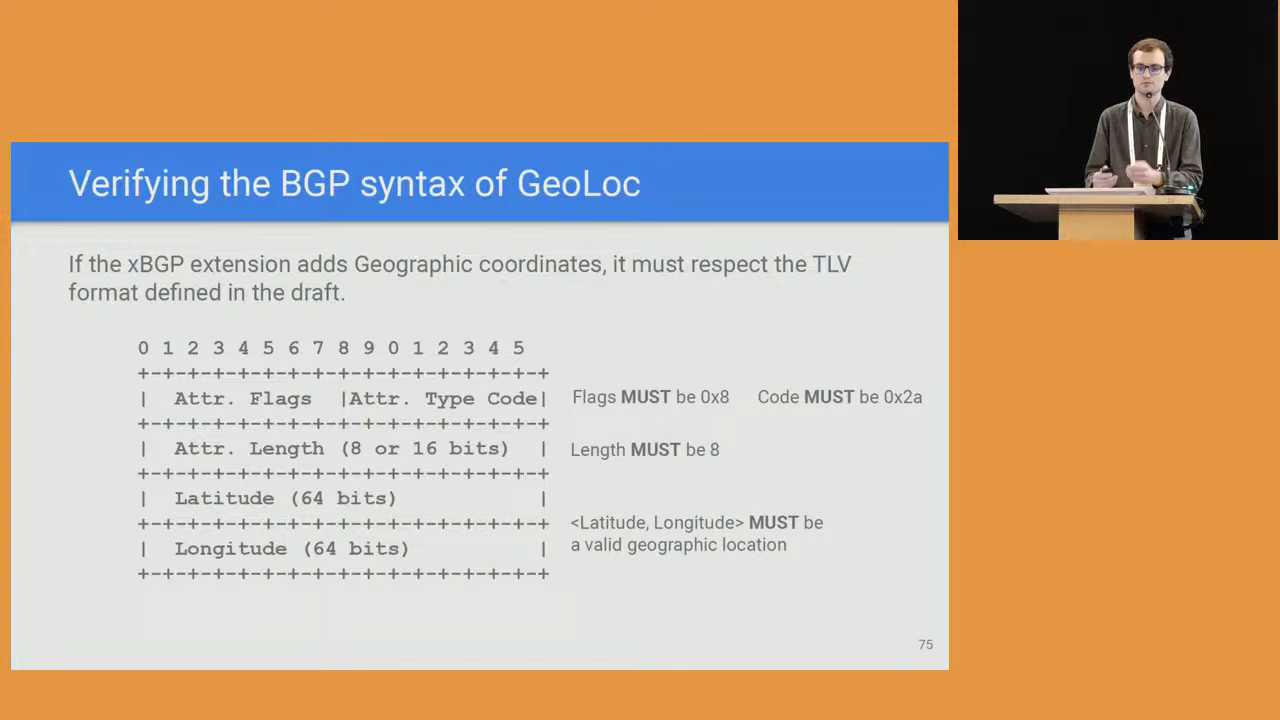 Verifying the BGP syntax of GeoLoc
If the xBGP extension adds Geographic coordinates, it must respect the TLV
format defined in the draft.
0 1 2 3 4 5 6 7 8 9 0 1 2 3 4 5
+-+-+-+-+-+-+-+-+-+-+-+-+-+-+-+-+
| Attr. Flags |Attr. Type Code| Flags MUST be 0x8 Code MUST be 0x2a
+-+-+-+-+-+-+-+-+-+-+-+-+-+-+-+-+
| Attr. Length (8 or 16 bits) | Length MUST be 8
+-+-+-+-+-+-+-+-+-+-+-+-+-+-+-+-+
| Latitude (64 bits) |
+-+-+-+-+-+-+-+-+-+-+-+-+-+-+-+-+
| Longitude (64 bits) |
+-+-+-+-+-+-+-+-+-+-+-+-+-+-+-+-+
<Latitude, Longitude> MUST be
a valid geographic location
75